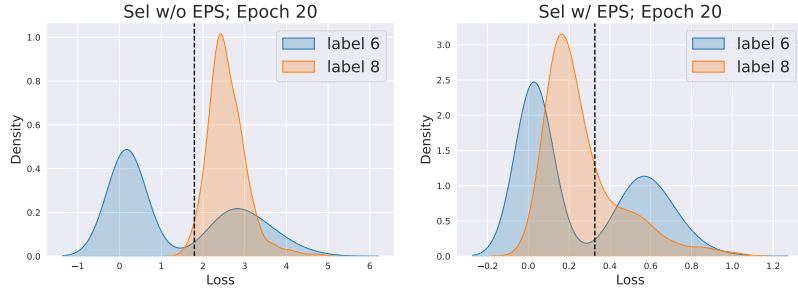 Sel w/o EPS; Epoch 20
label 6
label 8
Density
1.0
0.8
0.6
0.4
0.2
0.0
−1 0 1 2 3 4 5 6
Loss
Sel w/ EPS; Epoch 20
label 6
label 8
Density
3.0
2.5
2.0
1.5
1.0
0.5
0.0
−0.2 0.0 0.2 0.4 0.6 0.8 1.0 1.2
Loss